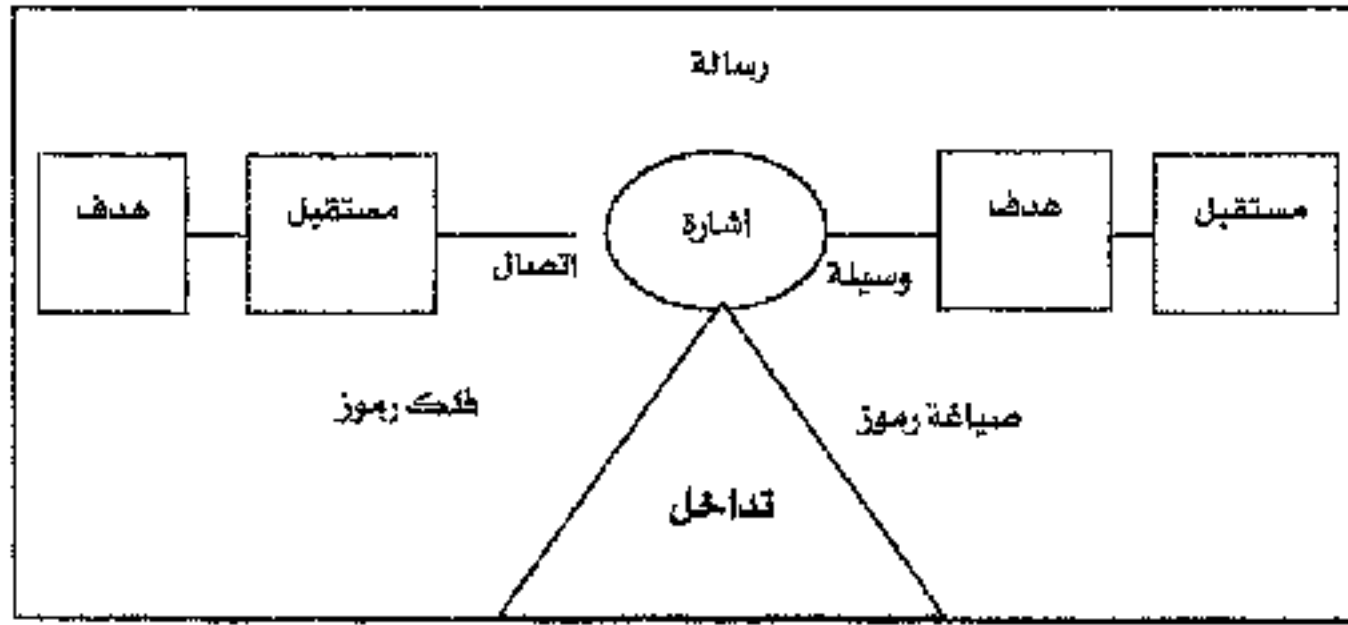 رسالة
مستقبل
هدف
اشارة
مستقبل
هدف
وسيلة
اتصال
صياغة رموز
فك رموز
تداخل